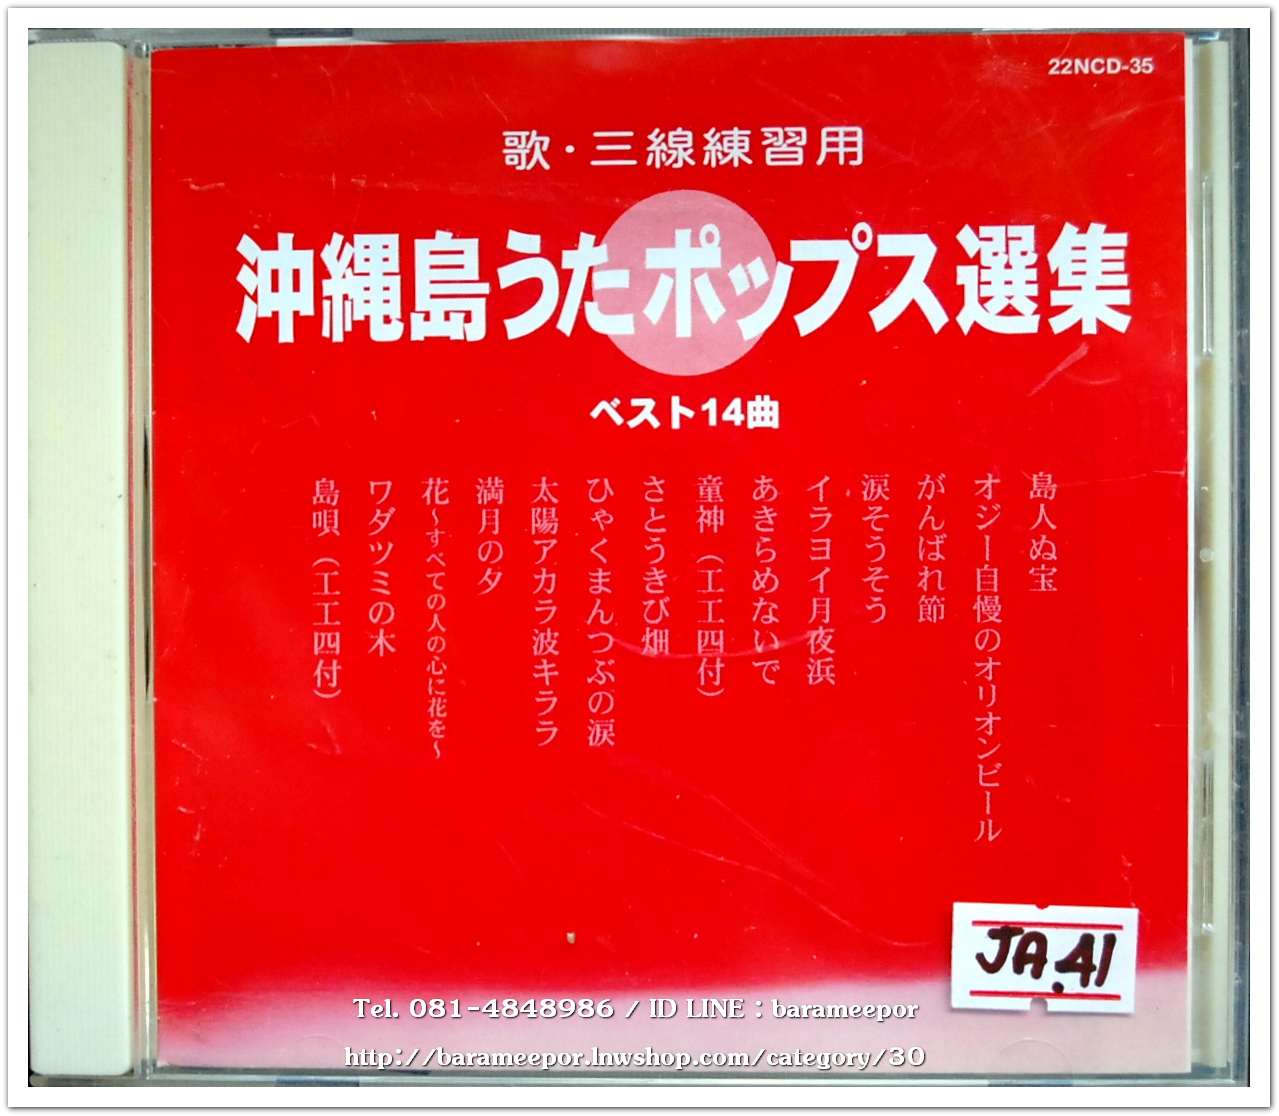 22NCD-35
歌・三線練習用
沖縄島うたポップス選集
ベスト14曲
島人ぬ宝
オジー自慢のオリオンビール
がんばれ節
涙そうそう
イラヨイ月夜浜
あきらめないで
童神（工工四付）
さとうきび畑
ひゃくまんつぶの涙
太陽アカラ波キララ
満月の夕
花〜すべての人の心に花を〜
ワダツミの木
島唄（工工四付）
JA.41
Tel. 081-4848986 / ID LINE : barameepor
http://barameepor.lnwshop.com/category/30